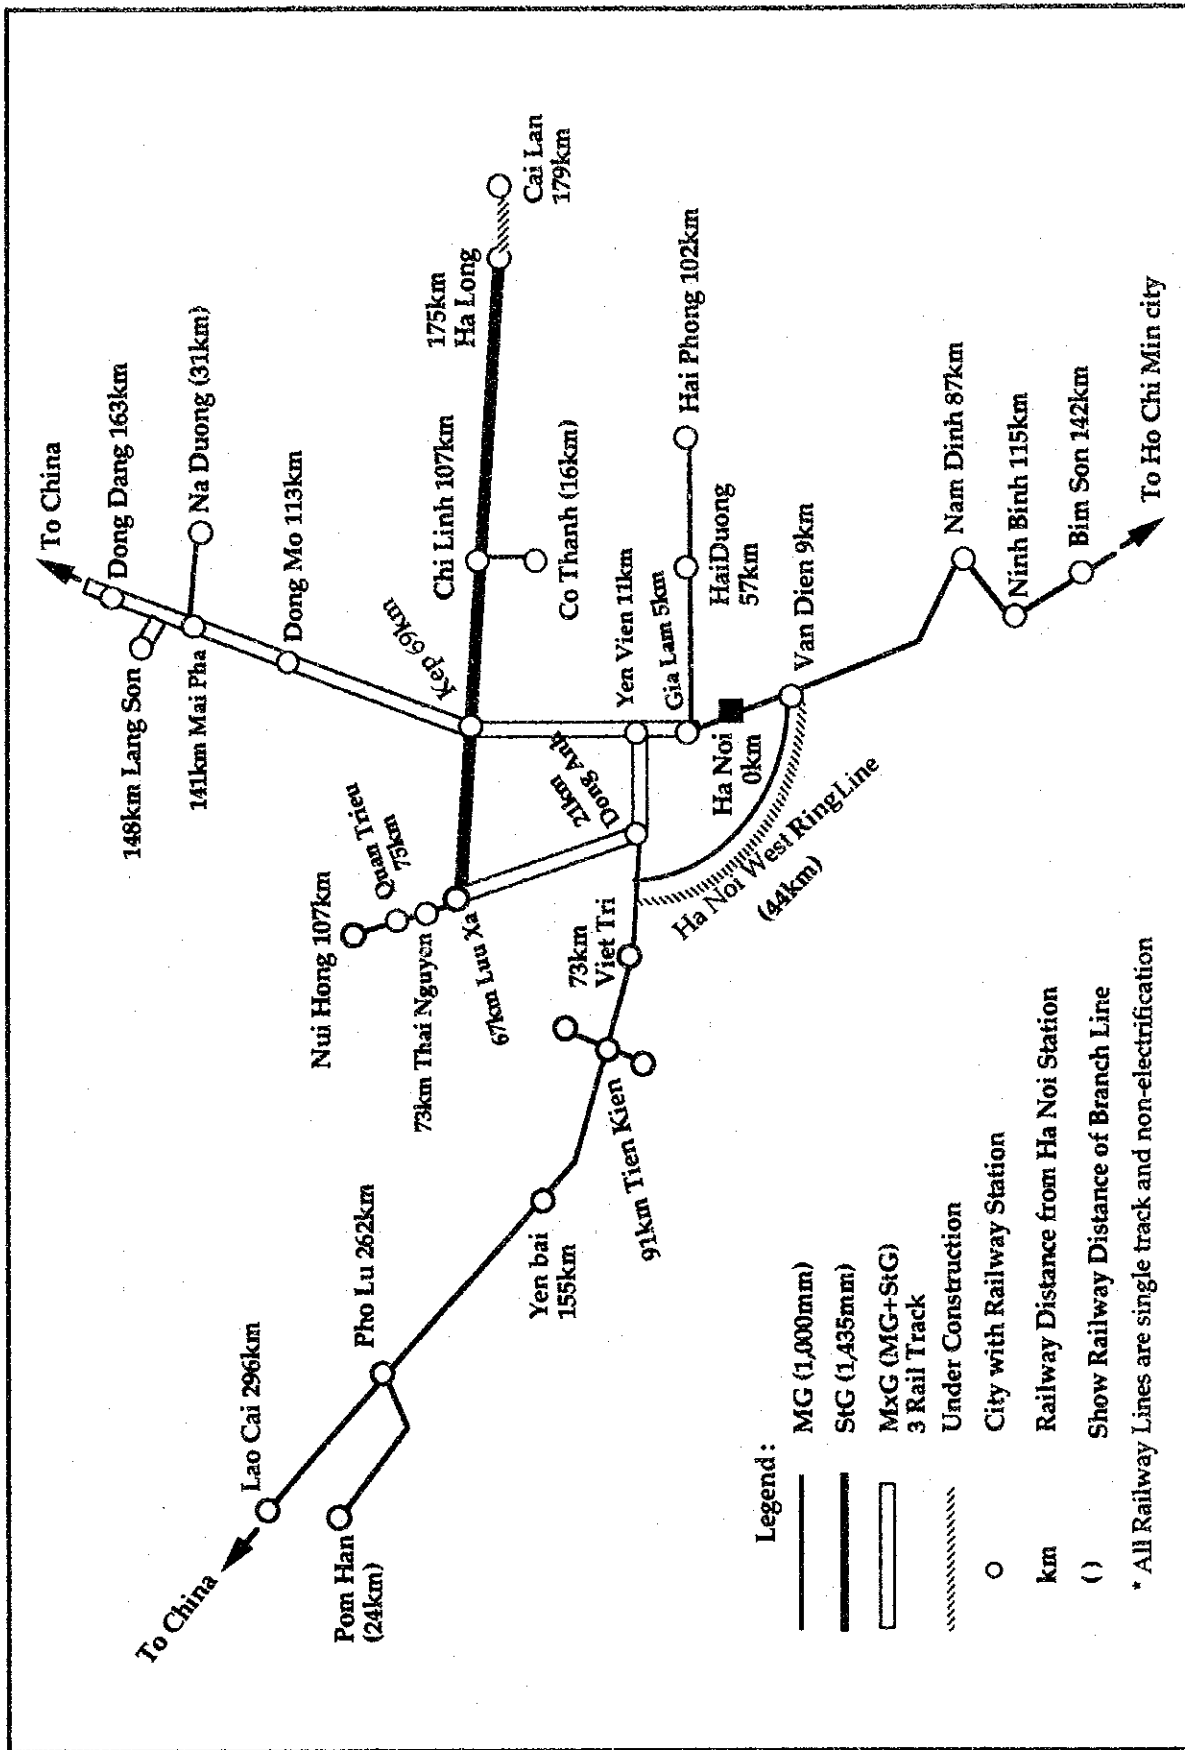 To China
Lao Cai 296km
Pom Han
(24km)
Pho Lu 262km
Yen bai
155km
91km Tien Kien
73km
Viet Tri
Nui Hong 107km
Quan Trieu
75km
73km Thai Nguyen
67km Luu Xa
Dong Anh
21km
To China
Dong Dang 163km
148km Lang Son
Na Duong (31km)
141km Mai Pha
Dong Mo 113km
Kep 69km
Chi Linh 107km
Co Thanh (16km)
175km
Ha Long
Cai Lan
179km
Yen Vien 11km
Gia Lam 5km
HaiDuong
57km
Hai Phong 102km
Ha Noi
0km
Van Dien 9km
Ha Noi West Ring Line
(44km)
Nam Dinh 87km
Ninh Binh 115km
Bim Son 142km
To Ho Chi Min city
Legend:
MG (1,000mm)
StG (1,435mm)
MxG (MG+StG)
3 Rail Track
Under Construction
City with Railway Station
km Railway Distance from Ha Noi Station
( ) Show Railway Distance of Branch Line
* All Railway Lines are single track and non-electrification